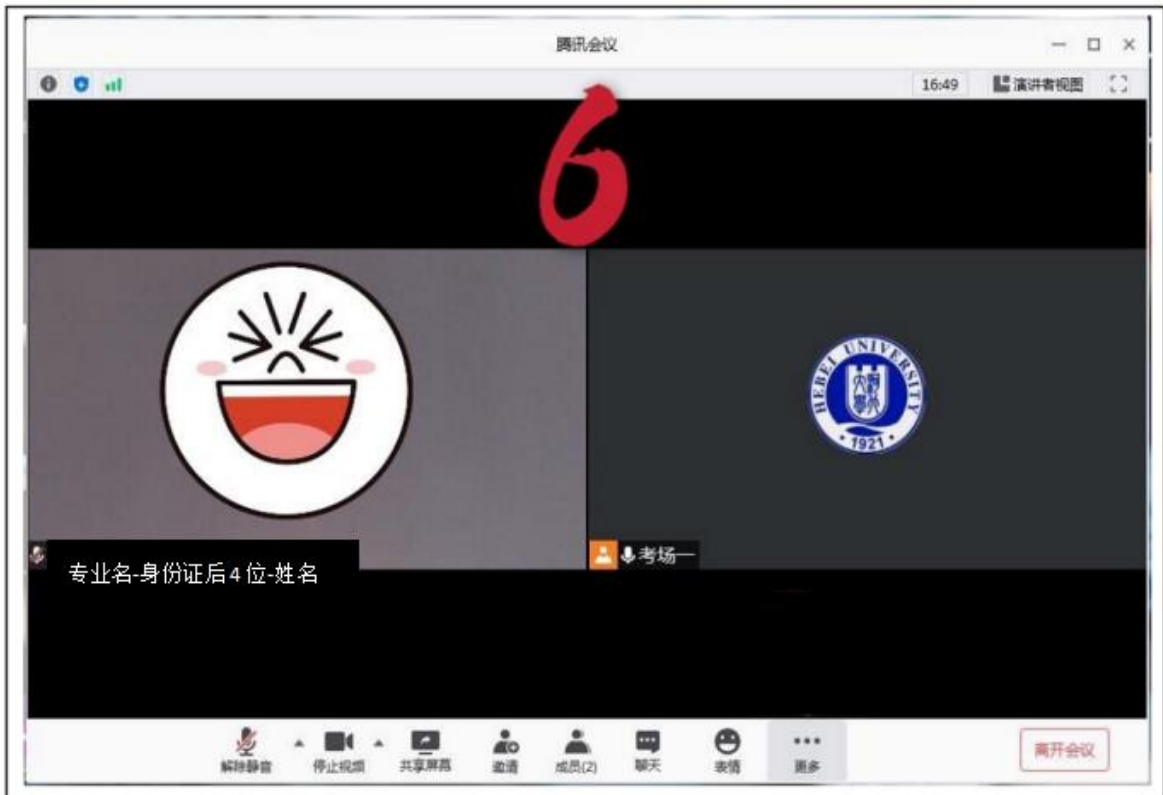 腾讯会议
16:49 演讲者视图
6
HEBEI UNIVERSITY
1921
考场一
专业名-身份证后4位-姓名
解除静音 停止视频 共享屏幕 邀请 成员(2) 聊天 表情 更多 离开会议